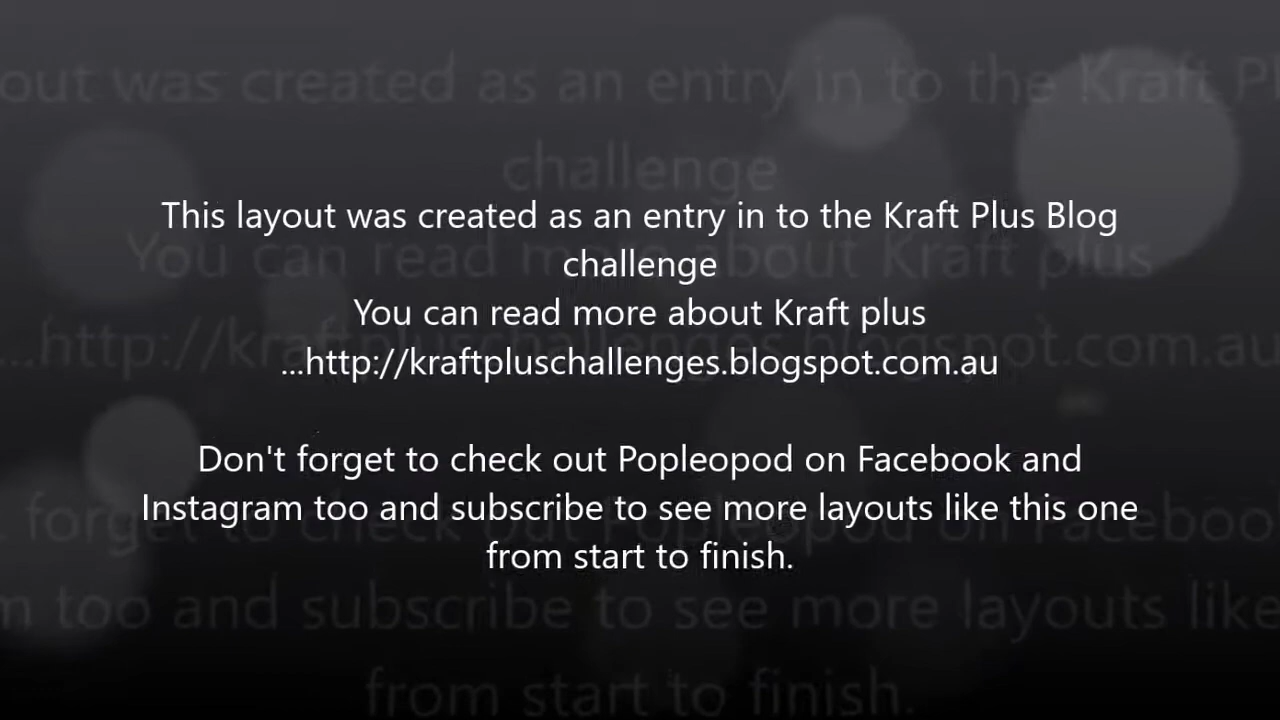 This layout was created as an entry in to the Kraft Plus Blog
challenge
You can read more about Kraft plus
...http://kraftpluschallenges.blogspot.com.au
Don't forget to check out Popleopod on Facebook and
Instagram too and subscribe to see more layouts like this one
from start to finish.